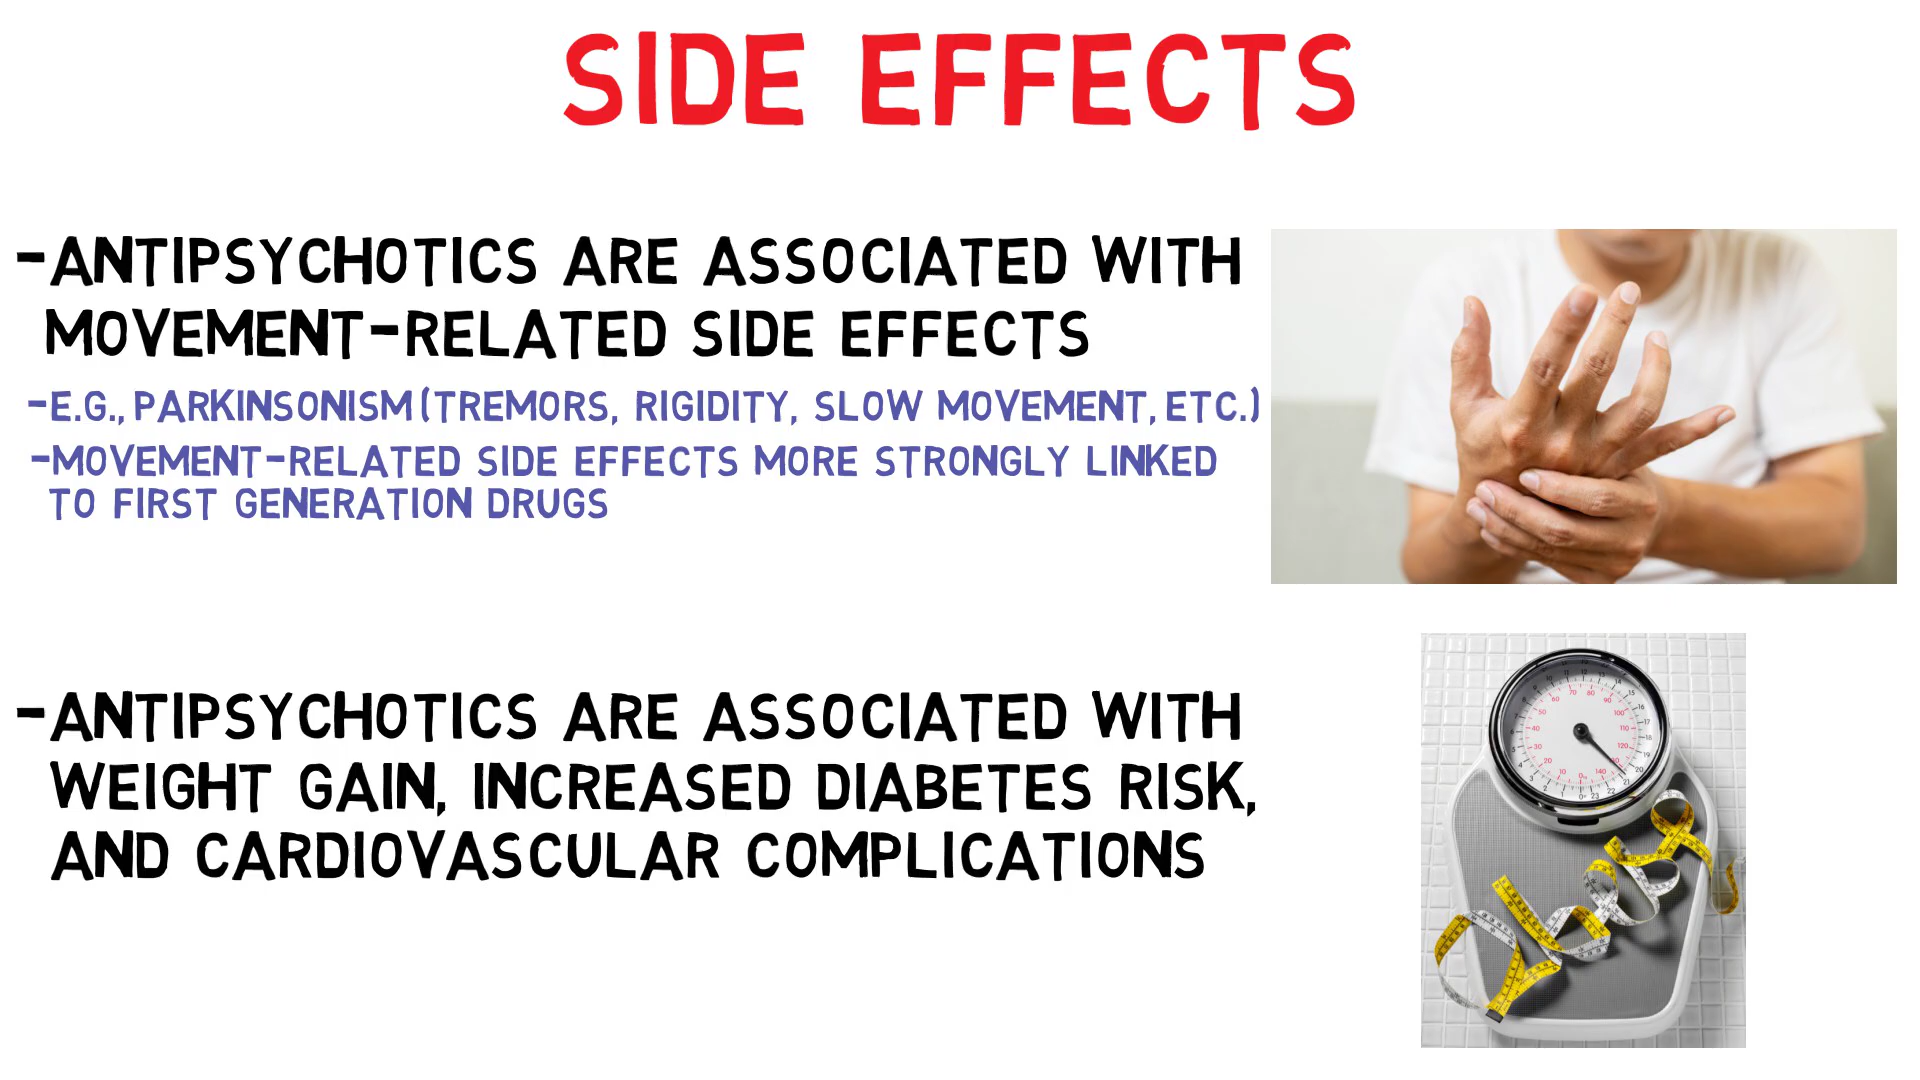 SIDE EFFECTS
-ANTIPSYCHOTICS ARE ASSOCIATED WITH
MOVEMENT-RELATED SIDE EFFECTS
-E.G., PARKINSONISM (TREMORS, RIGIDITY, SLOW MOVEMENT, ETC.)
-MOVEMENT-RELATED SIDE EFFECTS MORE STRONGLY LINKED
TO FIRST GENERATION DRUGS
-ANTIPSYCHOTICS ARE ASSOCIATED WITH
WEIGHT GAIN, INCREASED DIABETES RISK,
AND CARDIOVASCULAR COMPLICATIONS